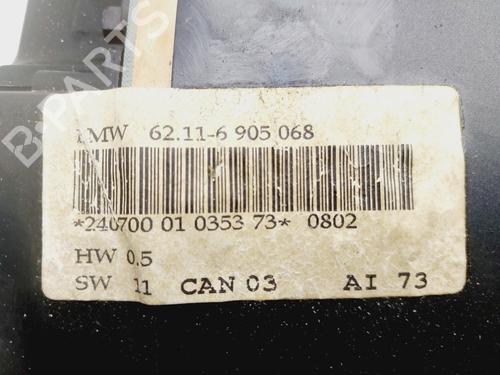 B-PARTS
BMW 62.11-6 905 068
*240700 01 0353 73* 0802
HW 0.5
SW 11 CAN 03 AI 73